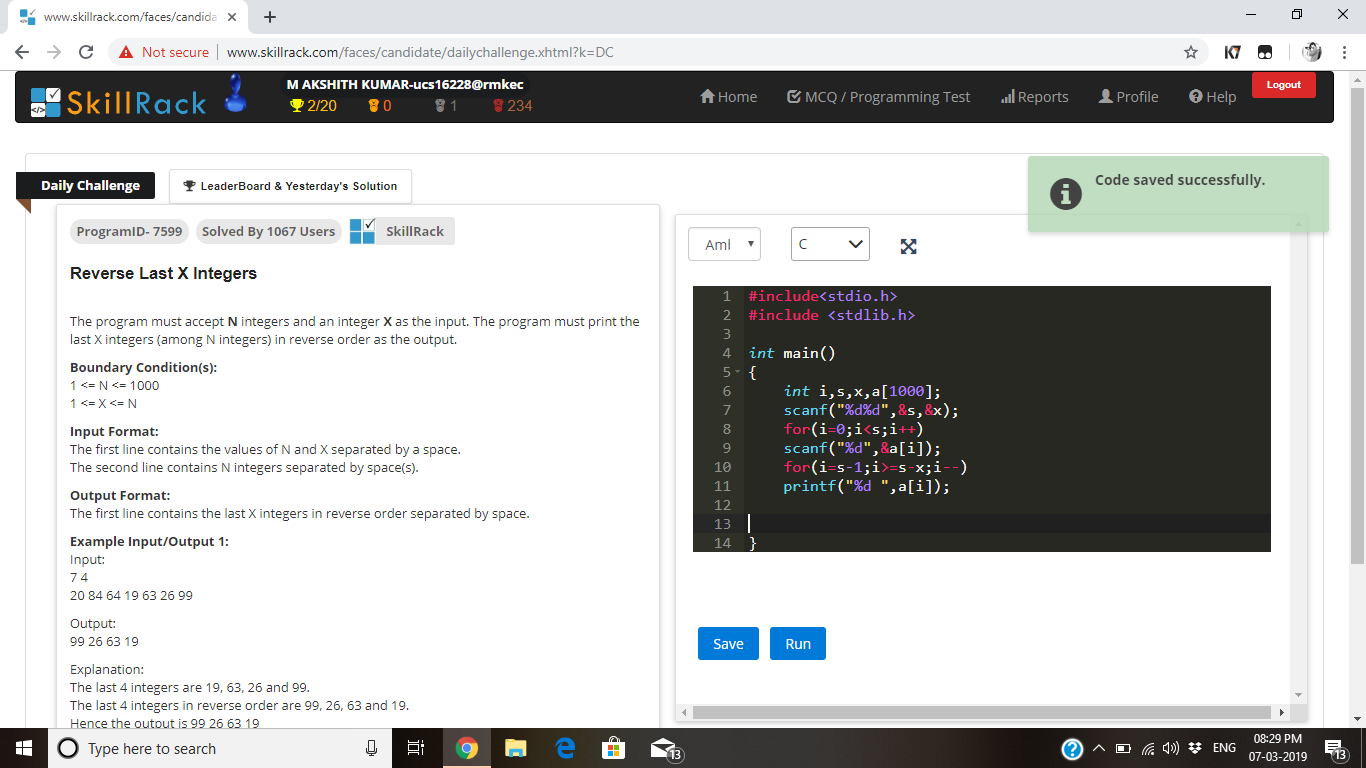 www.skillrack.com/faces/candida
Not secure
www.skillrack.com/faces/candidate/dailychallenge.xhtml?k=DC
SkillRack
M AKSHITH KUMAR-ucs16228@rmkec
2/20 0 1 234
Home
MCQ / Programming Test
Reports
Profile
Help
Logout
Daily Challenge
LeaderBoard & Yesterday's Solution
Code saved successfully.
ProgramID- 7599
Solved By 1067 Users
SkillRack
Reverse Last X Integers
The program must accept N integers and an integer X as the input. The program must print the
last X integers (among N integers) in reverse order as the output.
Boundary Condition(s):
1 <= N <= 1000
1 <= X <= N
Input Format:
The first line contains the values of N and X separated by a space.
The second line contains N integers separated by space(s).
Output Format:
The first line contains the last X integers in reverse order separated by space.
Example Input/Output 1:
Input:
7 4
20 84 64 19 63 26 99
Output:
99 26 63 19
Explanation:
The last 4 integers are 19, 63, 26 and 99.
The last 4 integers in reverse order are 99, 26, 63 and 19.
Hence the output is 99 26 63 19
Aml
C
1 #include<stdio.h>
2 #include <stdlib.h>
3
4 int main()
5 {
6 int i,s,x,a[1000];
7 scanf("%d%d",&s,&x);
8 for(i=0;i<s;i++)
9 scanf("%d",&a[i]);
10 for(i=s-1;i>=s-x;i--)
11 printf("%d ",a[i]);
12
13
14 }
Save
Run
Type here to search
13
ENG
08:29 PM
07-03-2019
13